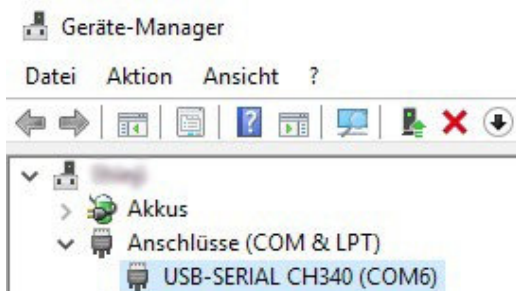 Geräte-Manager
Datei Aktion Ansicht ?
Akkus
Anschlüsse (COM & LPT)
USB-SERIAL CH340 (COM6)